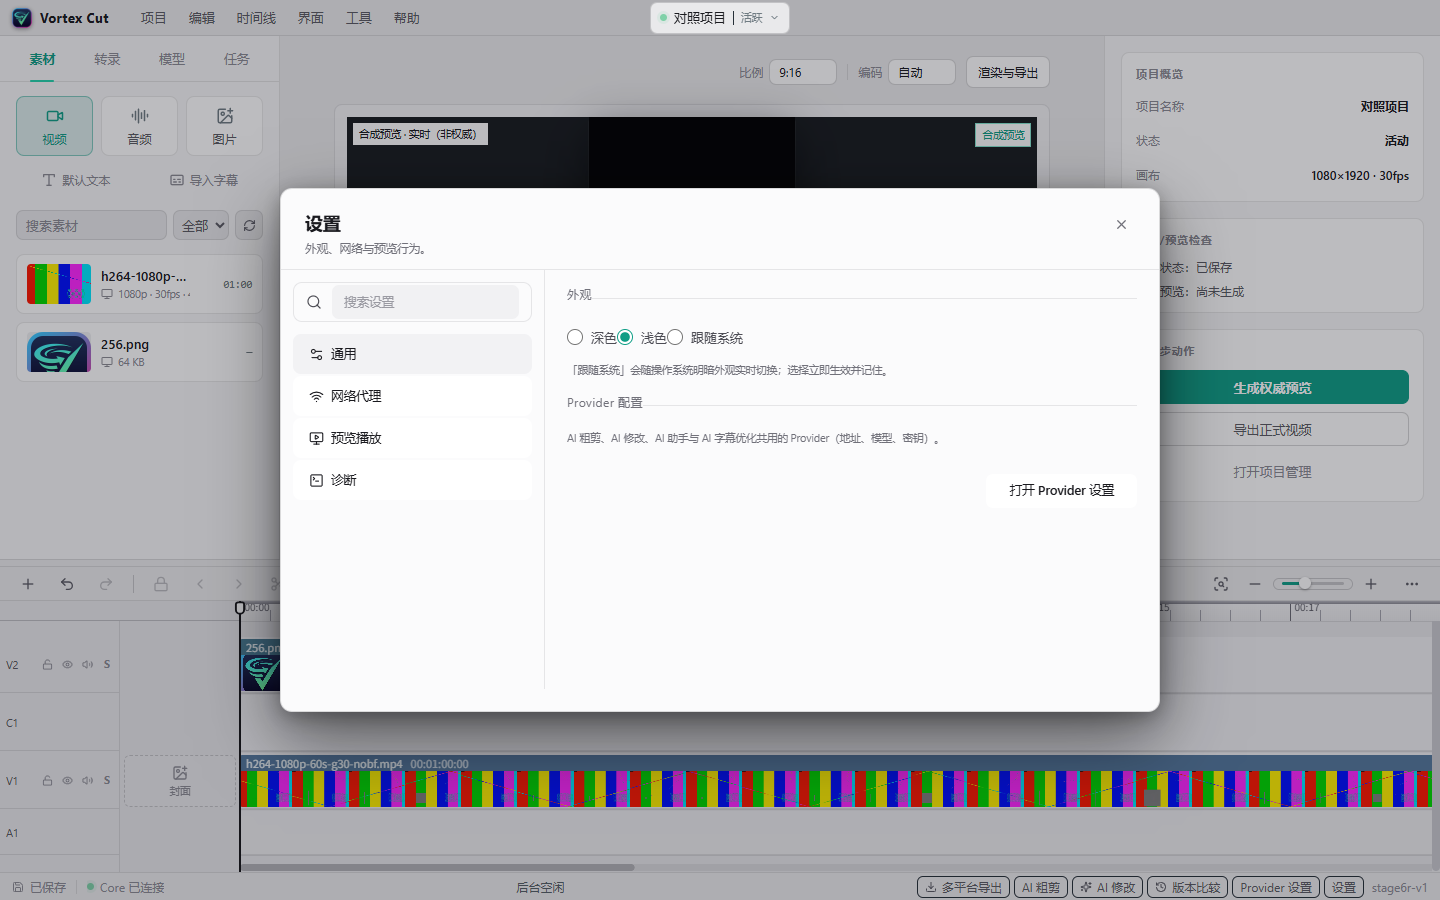 Vortex Cut 项目 编辑 时间线 界面 工具 帮助
对照项目 | 活跃
素材 转录 模型 任务
视频 音频 图片
默认文本 导入字幕
搜索素材 全部
h264-1080p-...
1080p · 30fps · 01:00
256.png
64 KB –
比例 9:16 编码 自动 渲染与导出
合成预览 · 实时（非权威） 合成预览
项目概览
项目名称 对照项目
状态 活动
画布 1080×1920 · 30fps
/预览检查
状态：已保存
预览：尚未生成
步动作
生成权威预览
导出正式视频
打开项目管理
设置
外观、网络与预览行为。
搜索设置
通用
网络代理
预览播放
诊断
外观
深色 浅色 跟随系统
「跟随系统」会随操作系统明暗外观实时切换；选择立即生效并记住。
Provider 配置
AI 粗剪、AI 修改、AI 助手与 AI 字幕优化共用的 Provider（地址、模型、密钥）。
打开 Provider 设置
00:00 15 00:17
V2 S 256.pn
C1
V1 S 封面 h264-1080p-60s-g30-nobf.mp4 00:01:00:00
A1
已保存 Core 已连接 后台空闲 多平台导出 AI 粗剪 AI 修改 版本比较 Provider 设置 设置 stage6r-v1